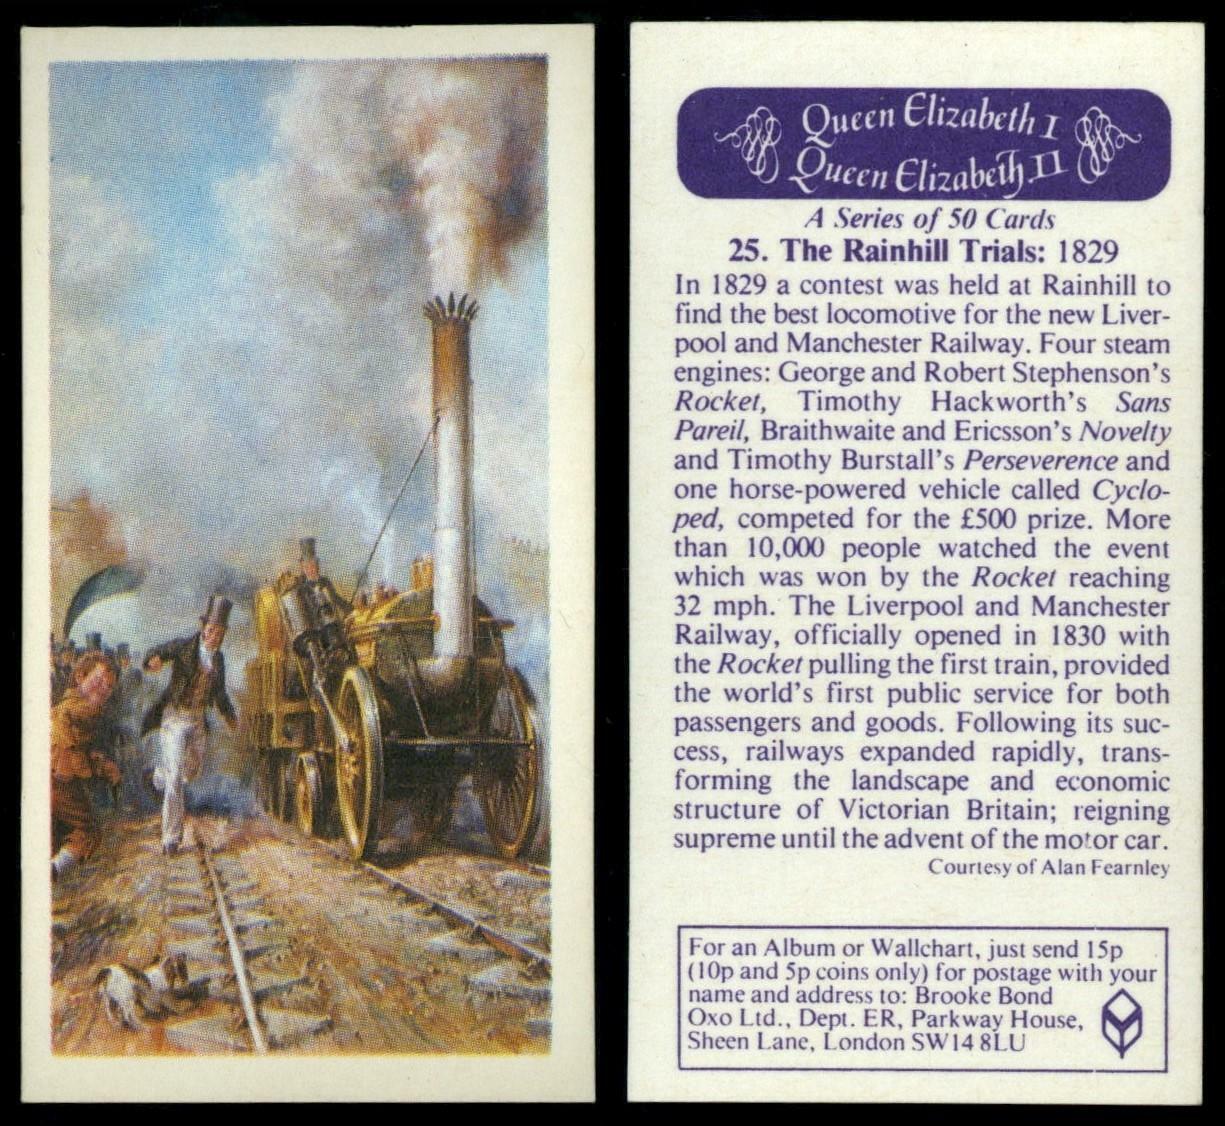 Queen Elizabeth I
Queen Elizabeth II
A Series of 50 Cards
25. The Rainhill Trials: 1829
In 1829 a contest was held at Rainhill to
find the best locomotive for the new Liver-
pool and Manchester Railway. Four steam
engines: George and Robert Stephenson's
Rocket, Timothy Hackworth's Sans
Pareil, Braithwaite and Ericsson's Novelty
and Timothy Burstall's Perseverence and
one horse-powered vehicle called Cyclo-
ped, competed for the £500 prize. More
than 10,000 people watched the event
which was won by the Rocket reaching
32 mph. The Liverpool and Manchester
Railway, officially opened in 1830 with
the Rocket pulling the first train, provided
the world's first public service for both
passengers and goods. Following its suc-
cess, railways expanded rapidly, trans-
forming the landscape and economic
structure of Victorian Britain; reigning
supreme until the advent of the motor car.
Courtesy of Alan Fearnley
For an Album or Wallchart, just send 15p
(10p and 5p coins only) for postage with your
name and address to: Brooke Bond
Oxo Ltd., Dept. ER, Parkway House,
Sheen Lane, London SW14 8LU